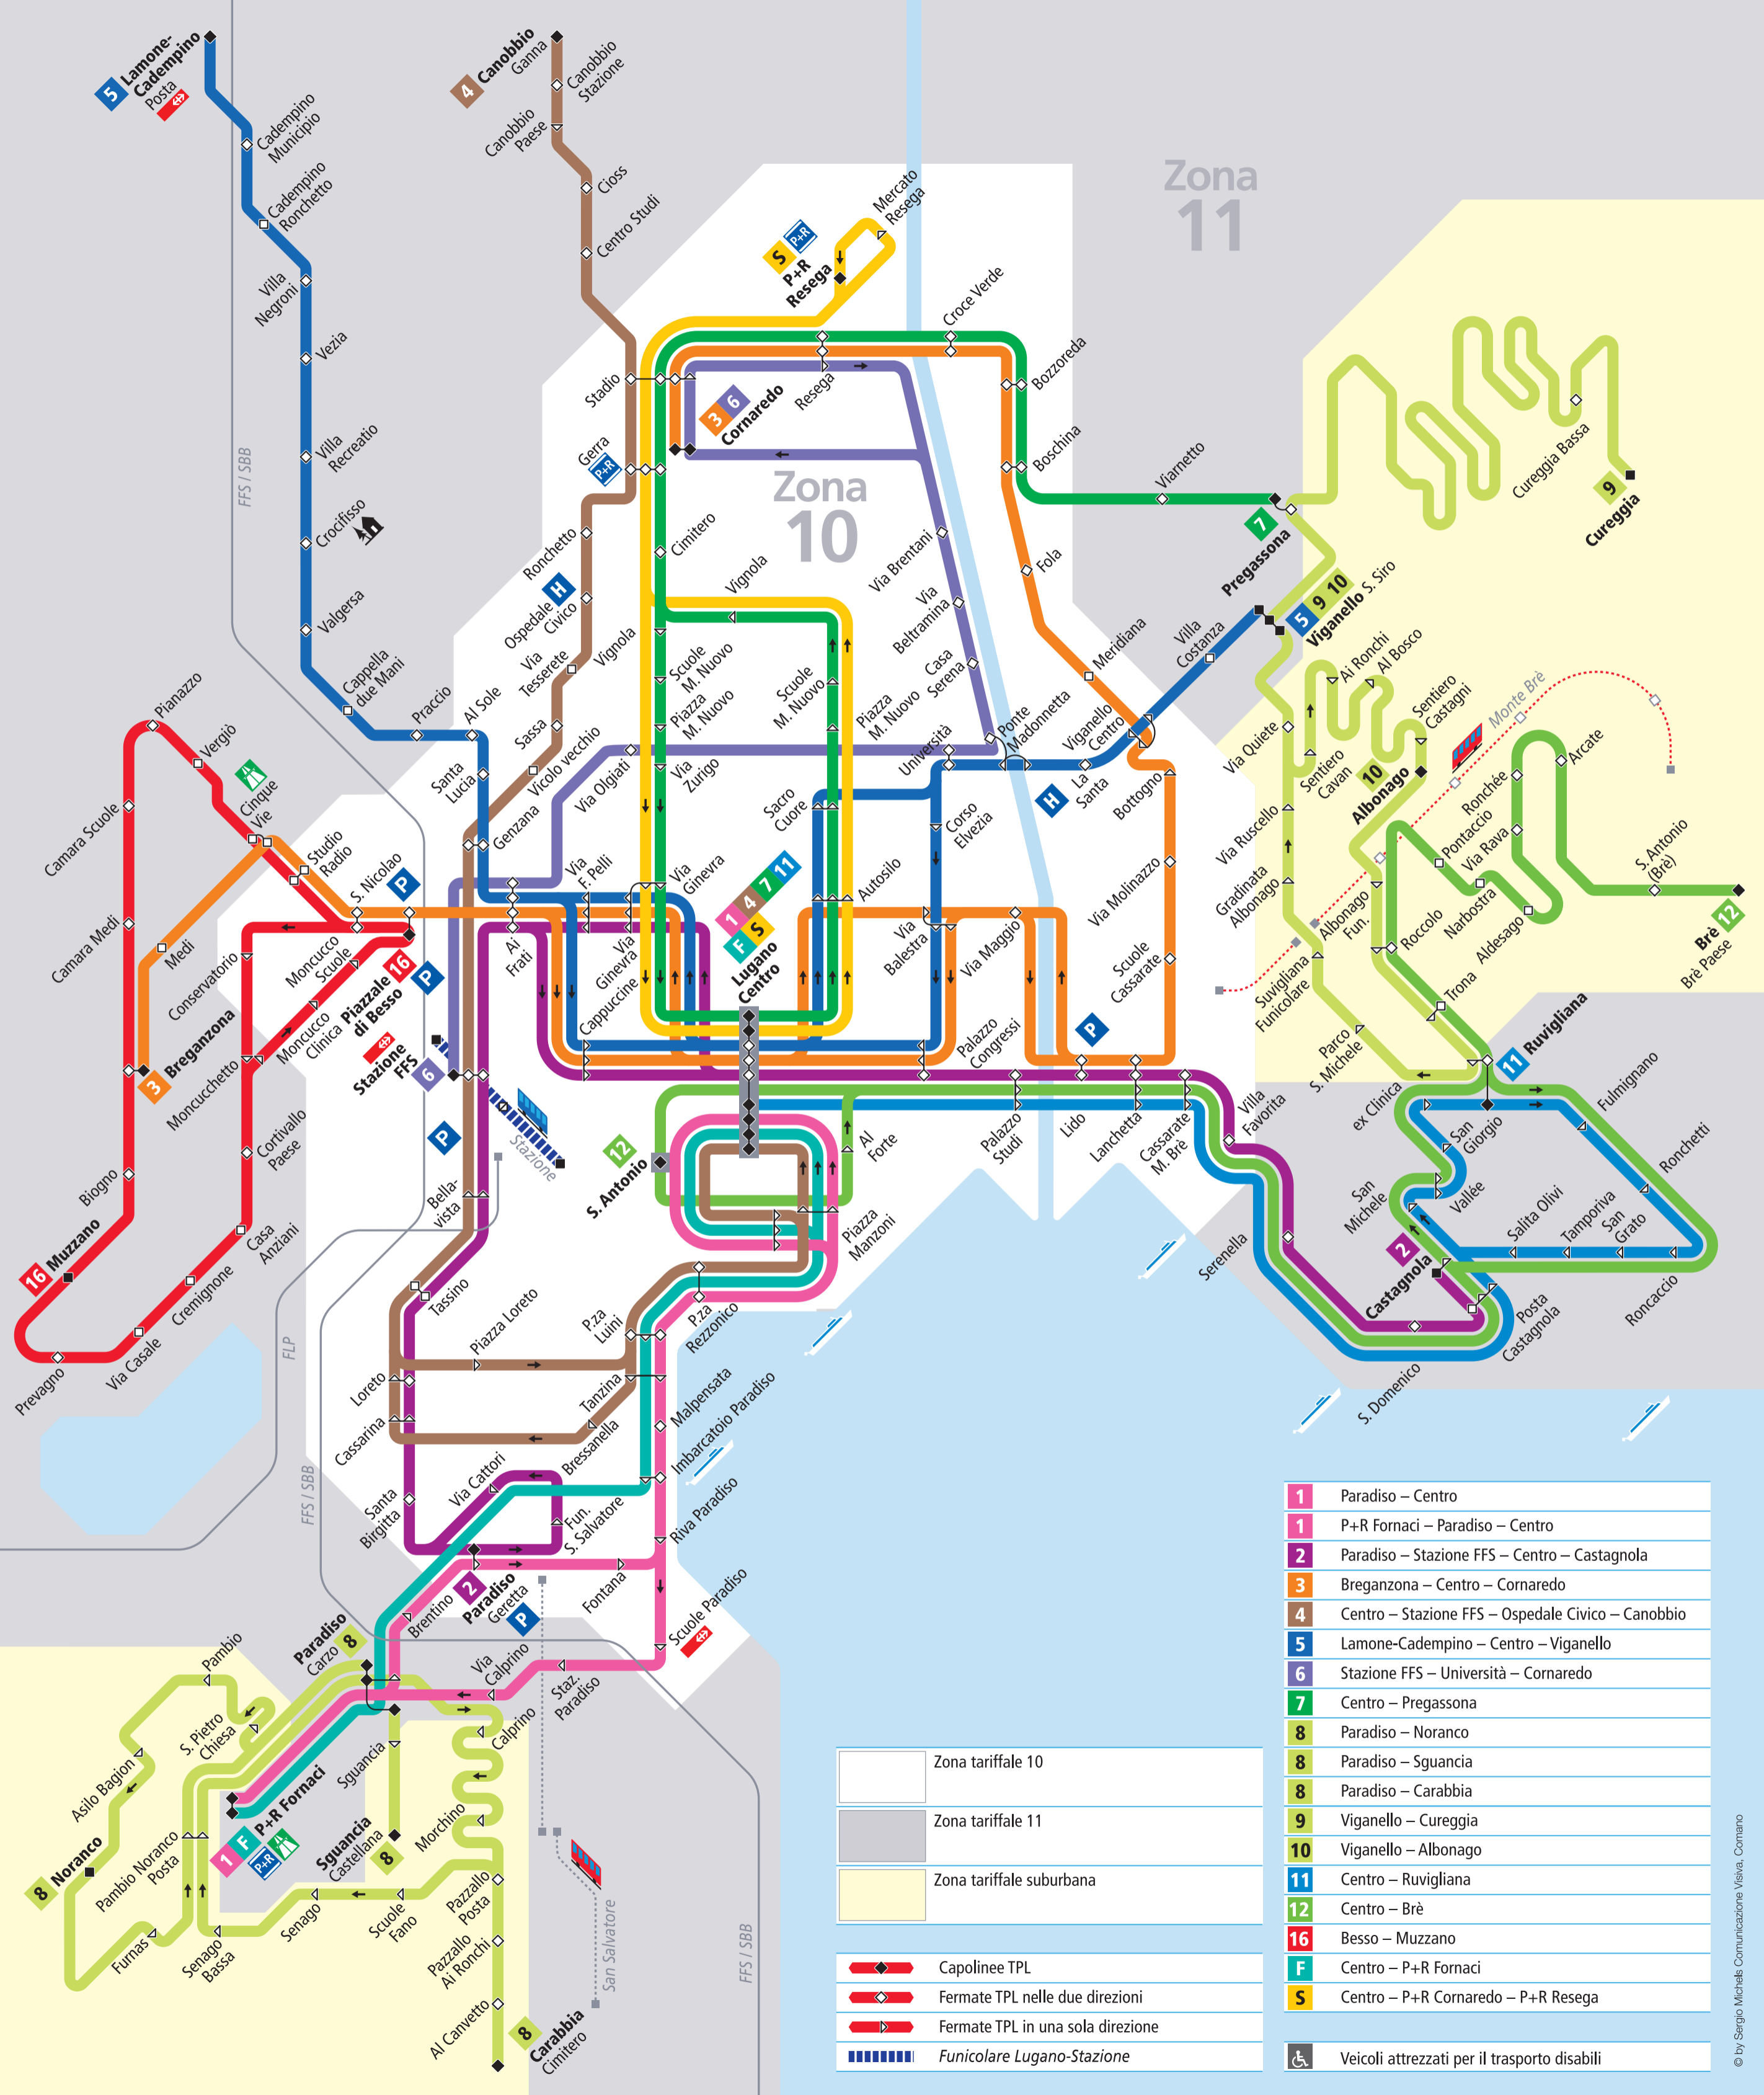 5
Lamone-
Cadempino
Posta
Cadempino
Municipio
Cadempino
Ronchetto
Villa
Negroni
Vezia
Villa
Recreatio
Crocifisso
Valgersa
Cappella
due Mani
Praccio
Al Sole
Santa
Lucia
FFS / SBB
4
Canobbio
Ganna
Canobbio
Stazione
Canobbio
Paese
Cioss
Centro Studi
Stadio
Gerra
P+R
Ronchetto
Ospedale
Civico
H
Via
Tesserete
Sassa
Vicolo vecchio
Genzana
Zona
11
Zona
10
S
P+R
P+R
Resega
Mercato
Resega
Croce Verde
Resega
3
6
Cornaredo
Bozzoreda
Boschina
Viarnetto
7
Pregassona
Cimitero
Vignola
Vignola
Scuole
M. Nuovo
Piazza
M. Nuovo
Scuole
M. Nuovo
Piazza
M. Nuovo
Via
Zurigo
Via Olgiati
Via Brentani
Via
Beltramina
Casa
Serena
Università
Ponte
Madonnetta
Fola
Meridiana
Villa
Costanza
Viganello
Centro
La
Santa
H
Bottogno
Via Molinazzo
Scuole
Cassarate
5
9
10
Viganello S. Siro
Cureggia Bassa
9
Cureggia
Via Quiete
Ai Ronchi
Al Bosco
Sentiero
Castagni
Sentiero
Cavan
10
Albonago
Monte Brè
Via Ruscello
Gradinata
Albonago
Albonago
Fun.
Suvigliana
Funicolare
Parco
S. Michele
Ronchée
Arcate
Pontaccio
Via Rava
Narbostra
Aldesago
Roccolo
Trona
S. Antonio
(Brè)
12
Brè
Brè Paese
11
Ruvigliana
Pianazzo
Vergiò
Cinque
Vie
Camara Scuole
Camara Medi
Studio
Radio
S. Nicolao
P
Medi
Conservatorio
Moncucco
Scuole
Piazzale
di Besso
16
P
Moncucco
Clinica
3
Breganzona
Moncucchetto
Cortivallo
Paese
Stazione
FFS
6
P
Stazione
Biogno
16
Muzzano
Casa
Anziani
Cremignone
Via Casale
Prevagno
FLP
Via
F. Pelli
Via
Ginevra
Ai
Frati
Via
Ginevra
Cappuccine
Sacro
Cuore
Autosilo
1
4
7
11
F
S
Lugano
Centro
Corso
Elvezia
Via
Balestra
Via Maggio
Palazzo
Congressi
P
Palazzo
Studi
Lido
Lanchetta
Cassarate
M. Brè
Villa
Favorita
12
S. Antonio
Al
Forte
Piazza
Manzoni
Bella-
vista
Tassino
Piazza Loreto
P.za
Luini
P.za
Rezzonico
Loreto
Cassarina
Tanzina
Bressanella
Malpensata
Imbarcatoio Paradiso
Riva Paradiso
Santa
Birgitta
Via Cattori
Fun.
S. Salvatore
2
Paradiso
Geretta
P
Fontana
Scuole Paradiso
Brentino
Via
Calprino
Staz.
Paradiso
FFS / SBB
Paradiso
Carzo
8
Pambio
S. Pietro
Chiesa
Asilo Bagion
8
Noranco
Pambio Noranco
Posta
Furnas
Senago
Bassa
Senago
Scuole
Fano
1
F
P+R Fornaci
P+R
Sguancia
Sguancia
Castellana
8
Calprino
Morchino
Pazzallo
Posta
Pazzallo
Ai Ronchi
Al Canvetto
8
Carabbia
Cimitero
San Salvatore
FFS / SBB
ex Clinica
San
Giorgio
Vallée
San
Michele
Fulmignano
Ronchetti
Salita Olivi
Tamporiva
San
Grato
Roncaccio
2
Castagnola
Posta
Castagnola
S. Domenico
Serenella
Zona tariffale 10
Zona tariffale 11
Zona tariffale suburbana
Capolinee TPL
Fermate TPL nelle due direzioni
Fermate TPL in una sola direzione
Funicolare Lugano-Stazione
1 Paradiso – Centro
1 P+R Fornaci – Paradiso – Centro
2 Paradiso – Stazione FFS – Centro – Castagnola
3 Breganzona – Centro – Cornaredo
4 Centro – Stazione FFS – Ospedale Civico – Canobbio
5 Lamone-Cadempino – Centro – Viganello
6 Stazione FFS – Università – Cornaredo
7 Centro – Pregassona
8 Paradiso – Noranco
8 Paradiso – Sguancia
8 Paradiso – Carabbia
9 Viganello – Cureggia
10 Viganello – Albonago
11 Centro – Ruvigliana
12 Centro – Brè
16 Besso – Muzzano
F Centro – P+R Fornaci
S Centro – P+R Cornaredo – P+R Resega
Veicoli attrezzati per il trasporto disabili
© by Sergio Michels Comunicazione Visiva, Comano